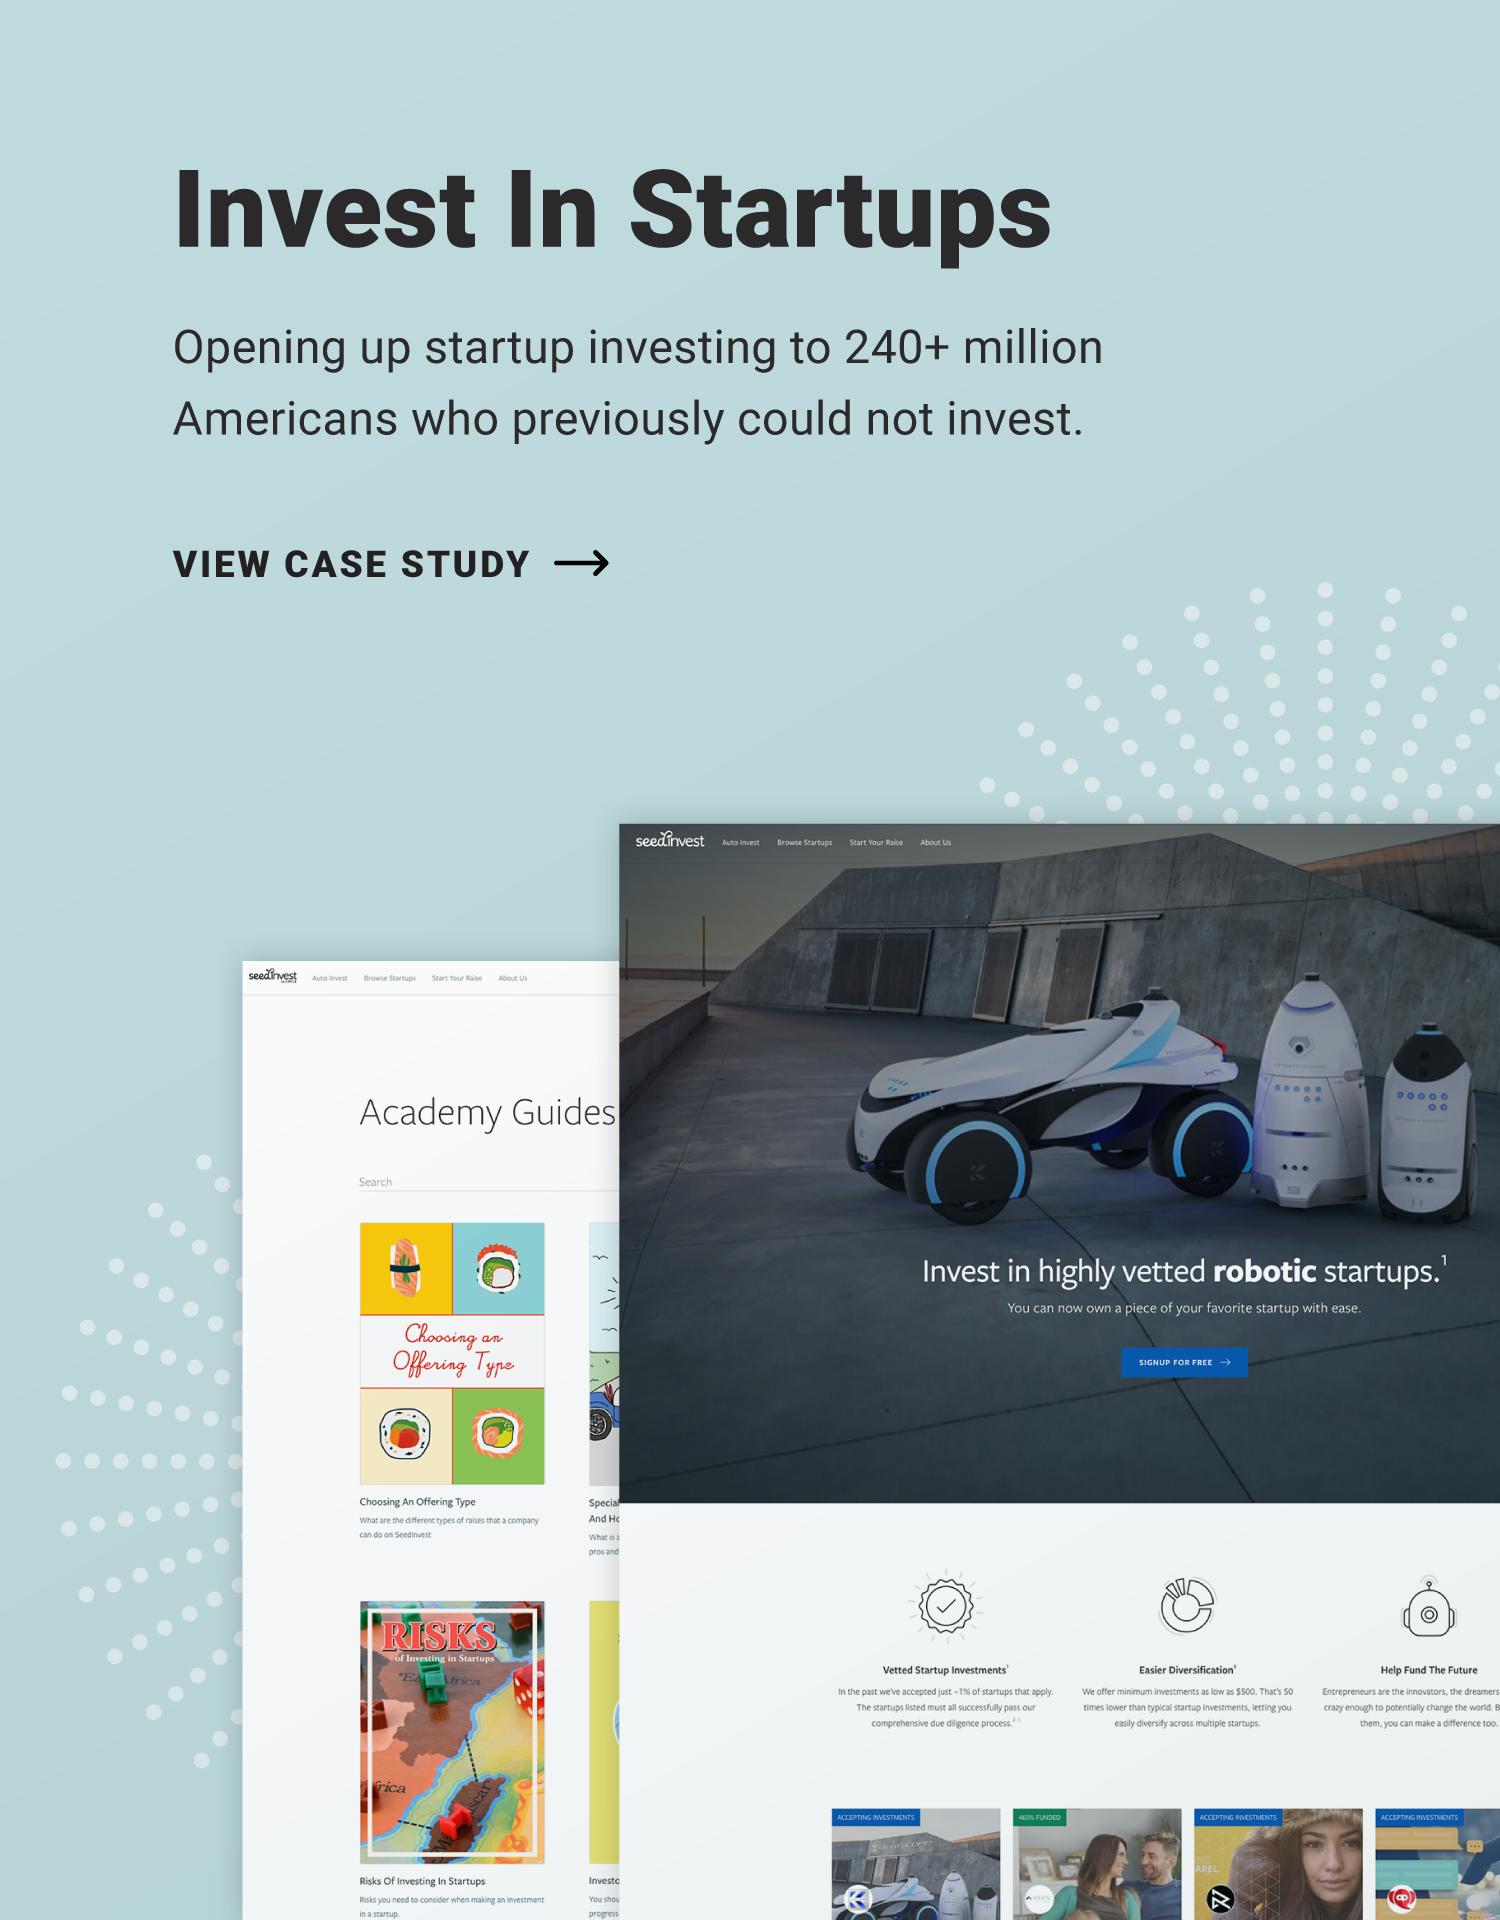 Invest In Startups
Opening up startup investing to 240+ million
Americans who previously could not invest.
VIEW CASE STUDY
seedinvest
Auto Invest
Browse Startups
Start Your Raise
About Us
Invest in highly vetted robotic startups.¹
You can now own a piece of your favorite startup with ease.
SIGNUP FOR FREE
Vetted Startup Investments¹
In the past we've accepted just ~1% of startups that apply.
The startups listed must all successfully pass our
comprehensive due diligence process.
Easier Diversification
We offer minimum investments as low as $500. That's 50
times lower than typical startup investments, letting you
easily diversify across multiple startups.
Help Fund The Future
Entrepreneurs are the innovators, the dreamers
crazy enough to potentially change the world. B
them, you can make a difference too.
ACCEPTING INVESTMENTS
460% FUNDED
ACCEPTING INVESTMENTS
ACCEPTING INVESTMENTS
seedinvest
Auto Invest
Browse Startups
Start Your Raise
About Us
Academy Guides
Search
Choosing an
Offering Type
Choosing An Offering Type
What are the different types of raises that a company
can do on SeedInvest
Special
And Ho
What is a
pros and
RISKS
of Investing in Startups
Risks Of Investing In Startups
Risks you need to consider when making an investment
in a startup.
Investo
You shou
progress